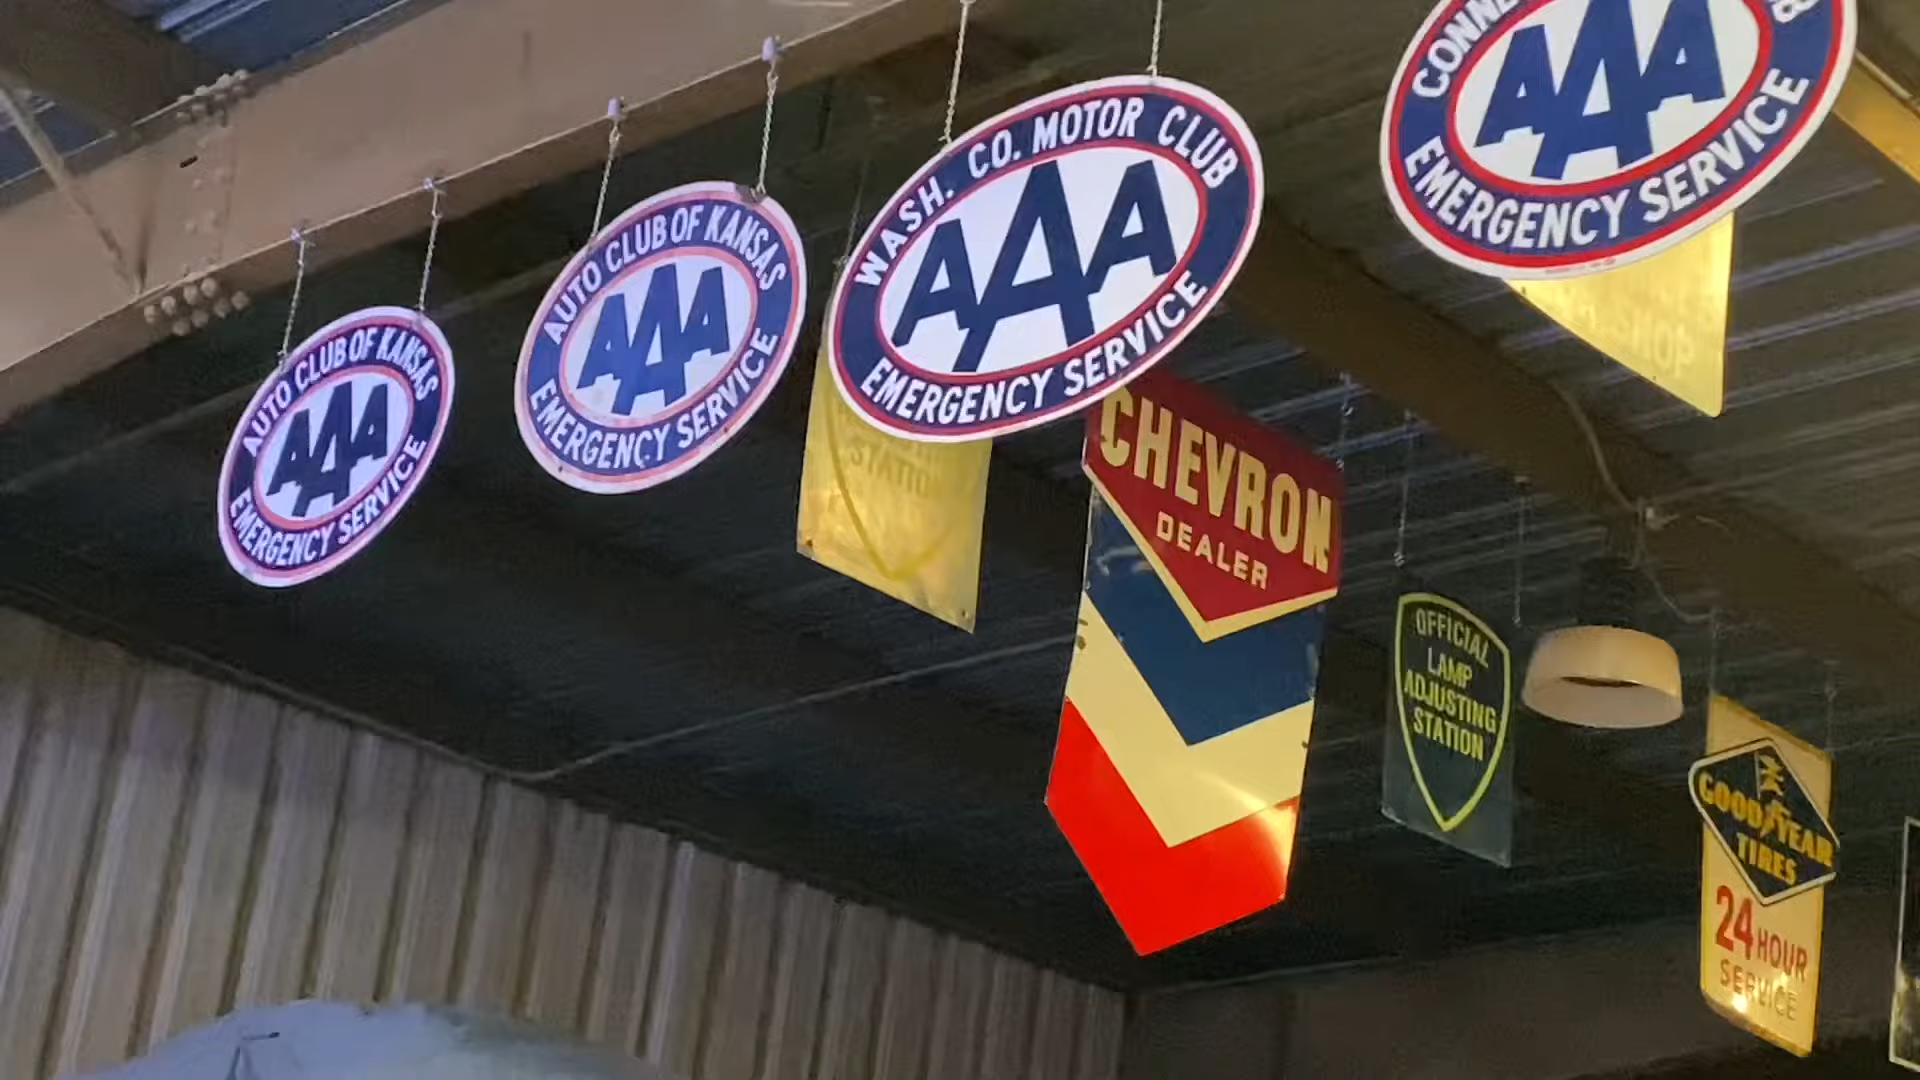 AUTO CLUB OF KANSAS
AAA
EMERGENCY SERVICE
AUTO CLUB OF KANSAS
AAA
EMERGENCY SERVICE
WASH. CO. MOTOR CLUB
AAA
EMERGENCY SERVICE
AAA
EMERGENCY SERVICE
STATION
CHEVRON
DEALER
OFFICIAL
LAMP
ADJUSTING
STATION
GOODYEAR
TIRES
24 HOUR
SERVICE